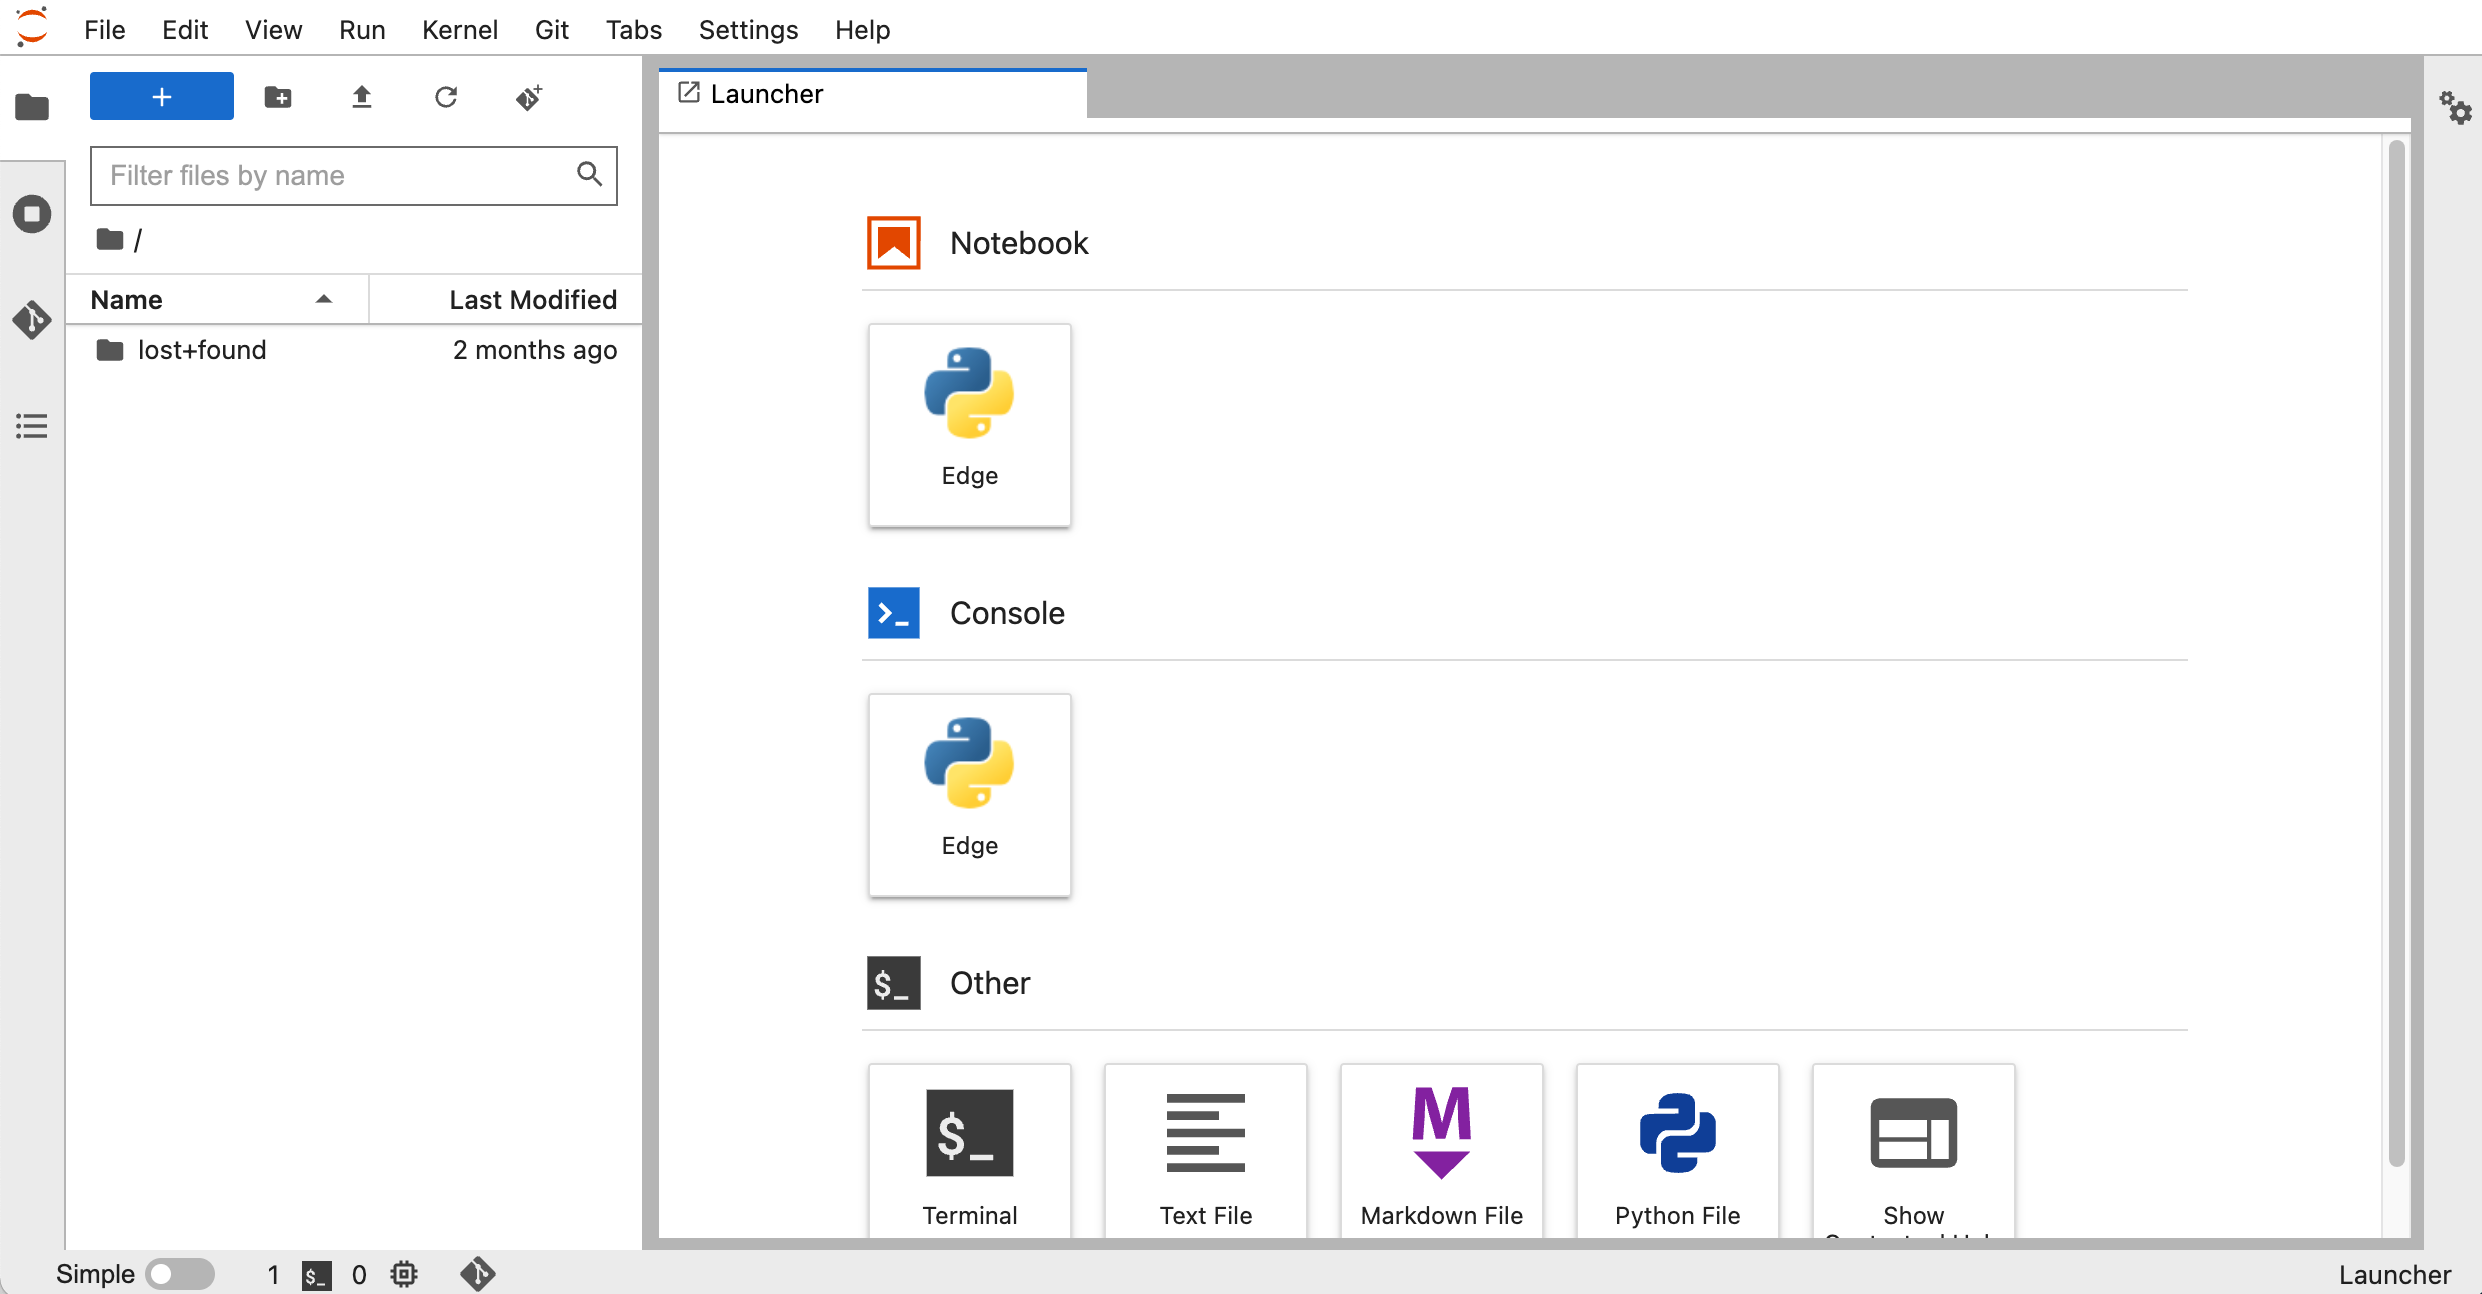 File Edit View Run Kernel Git Tabs Settings Help
Launcher
Filter files by name
/
Name Last Modified
lost+found 2 months ago
Notebook
Edge
Console
Edge
$_ Other
$_
Terminal Text File Markdown File Python File Show
Simple 1 $_ 0 Launcher